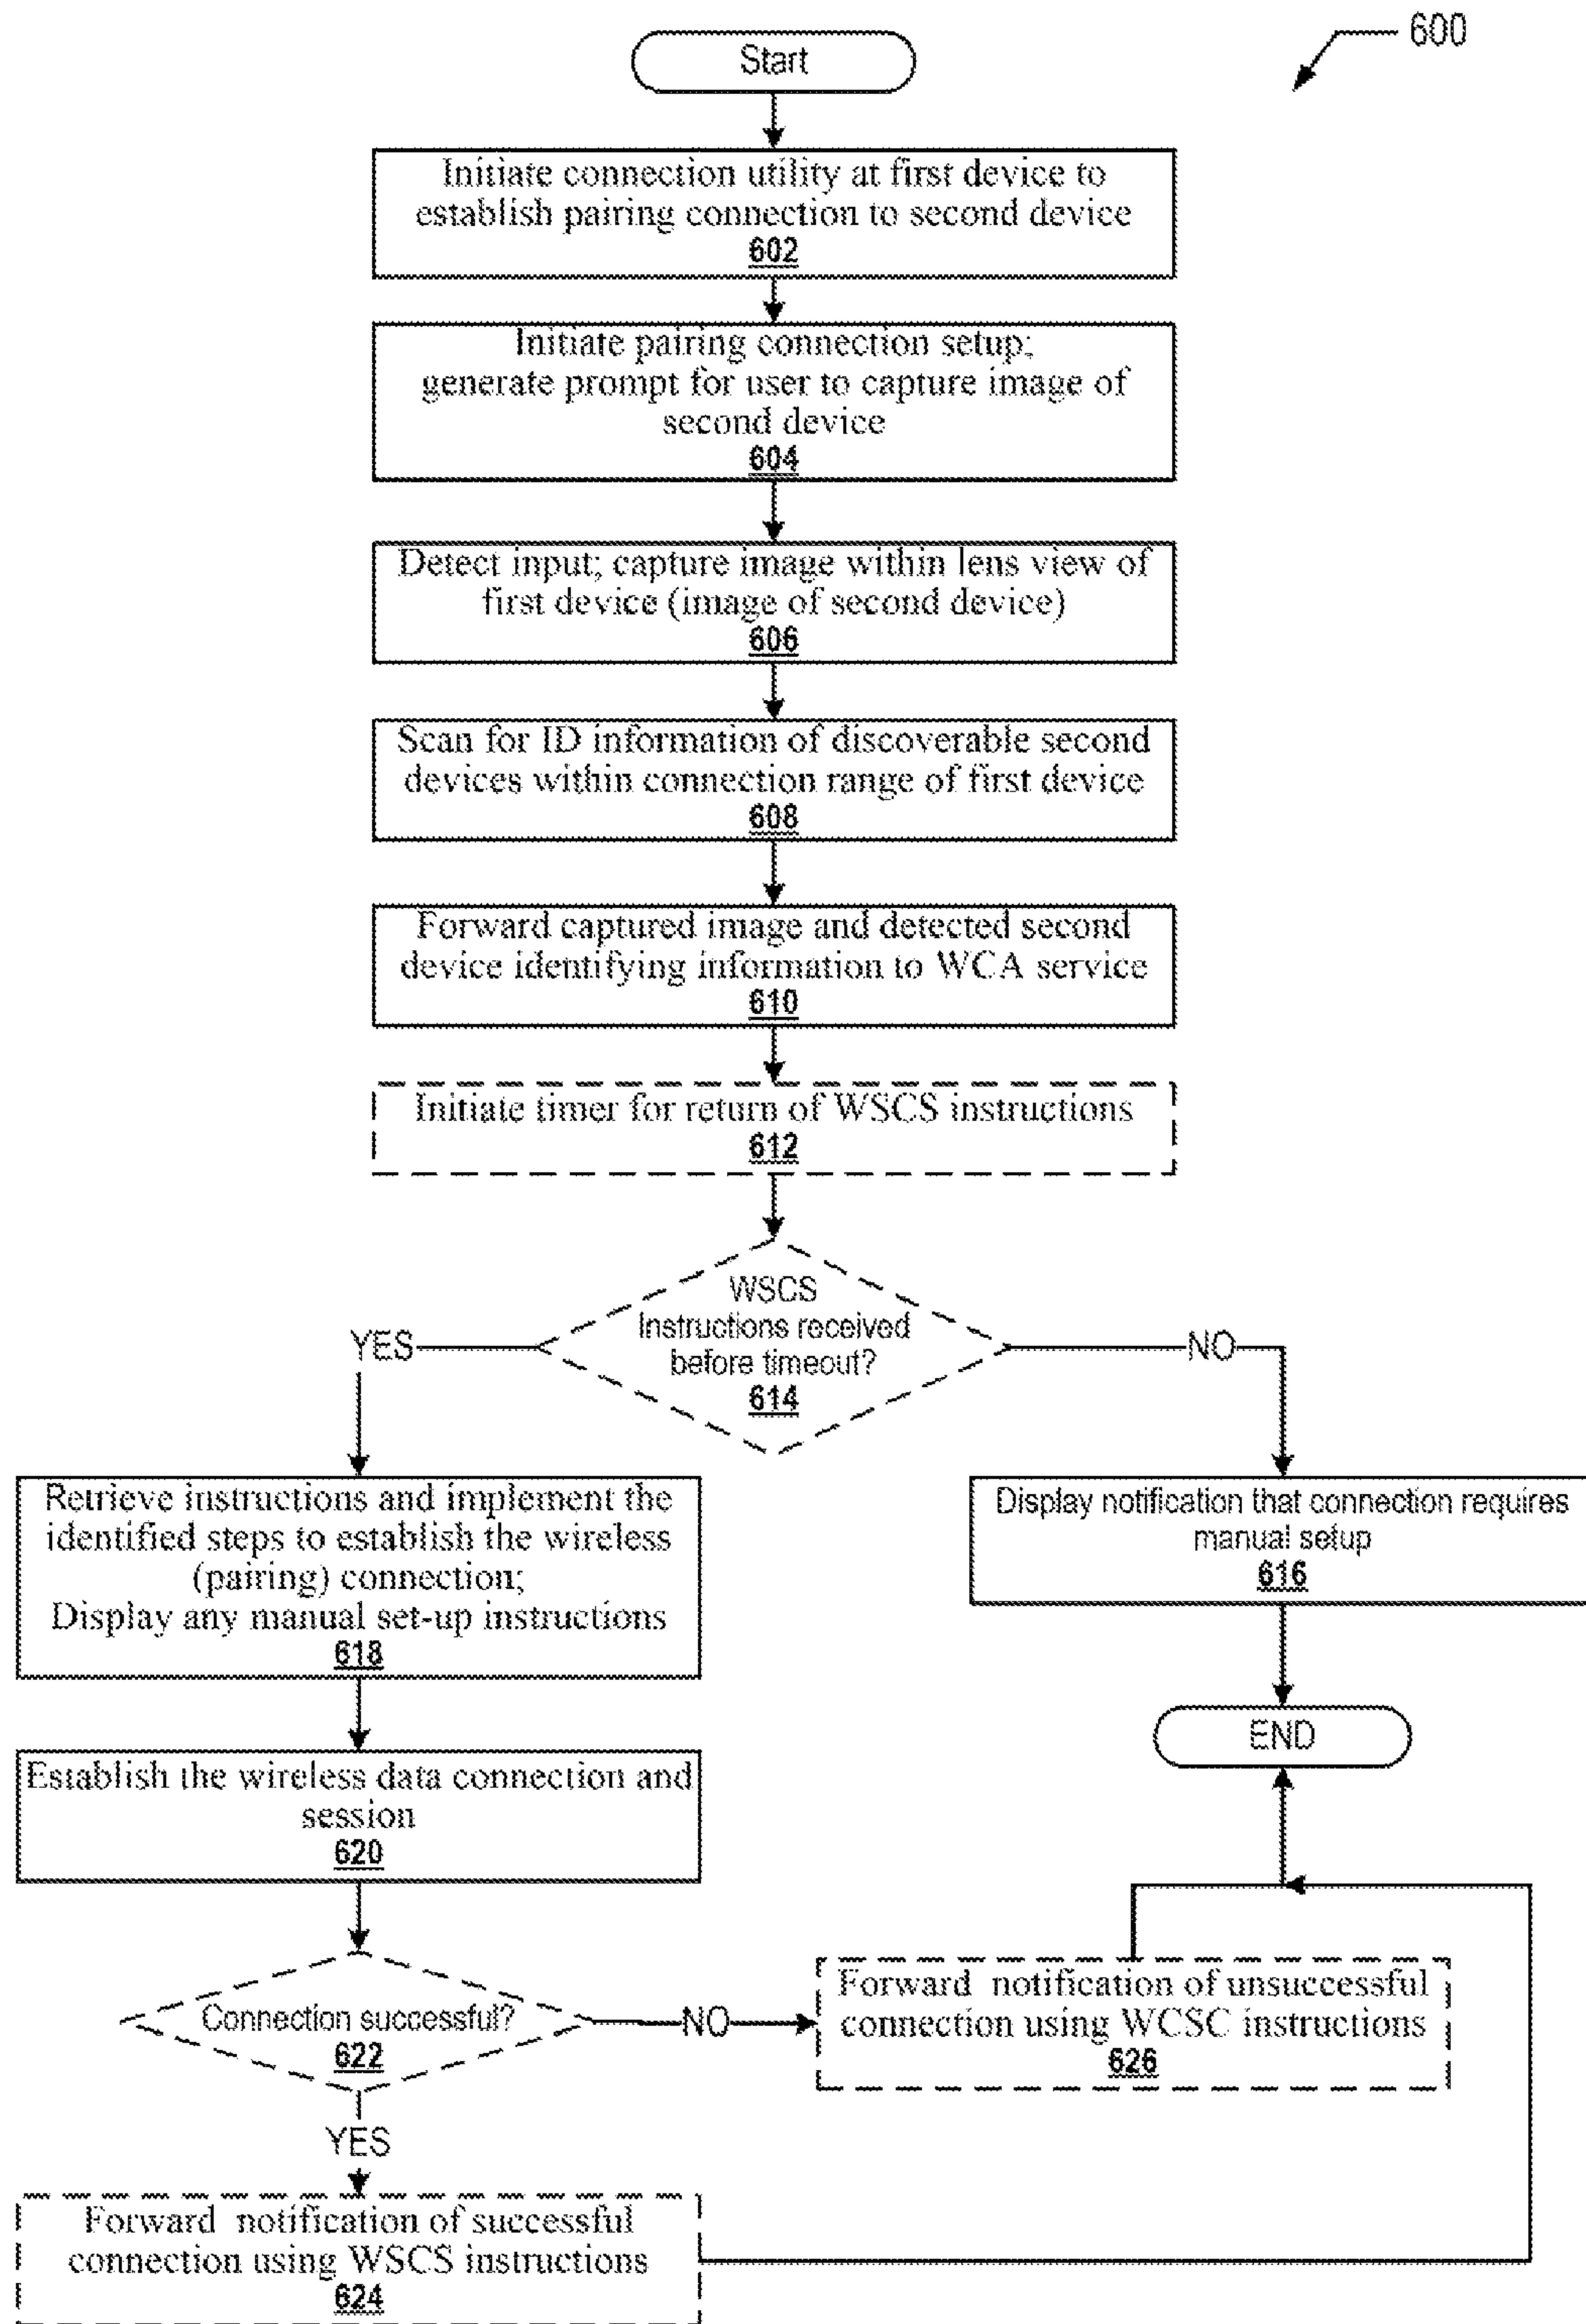 600
Start
Initiate connection utility at first device to
establish pairing connection to second device
602
Initiate pairing connection setup;
generate prompt for user to capture image of
second device
604
Detect input; capture image within lens view of
first device (image of second device)
606
Scan for ID information of discoverable second
devices within connection range of first device
608
Forward captured image and detected second
device identifying information to WCA service
610
Initiate timer for return of WSCS instructions
612
WSCS
Instructions received
before timeout?
614
YES
NO
Retrieve instructions and implement the
identified steps to establish the wireless
(pairing) connection;
Display any manual set-up instructions
618
Display notification that connection requires
manual setup
616
END
Establish the wireless data connection and
session
620
Connection successful?
622
NO
Forward notification of unsuccessful
connection using WCSC instructions
626
YES
Forward notification of successful
connection using WSCS instructions
624